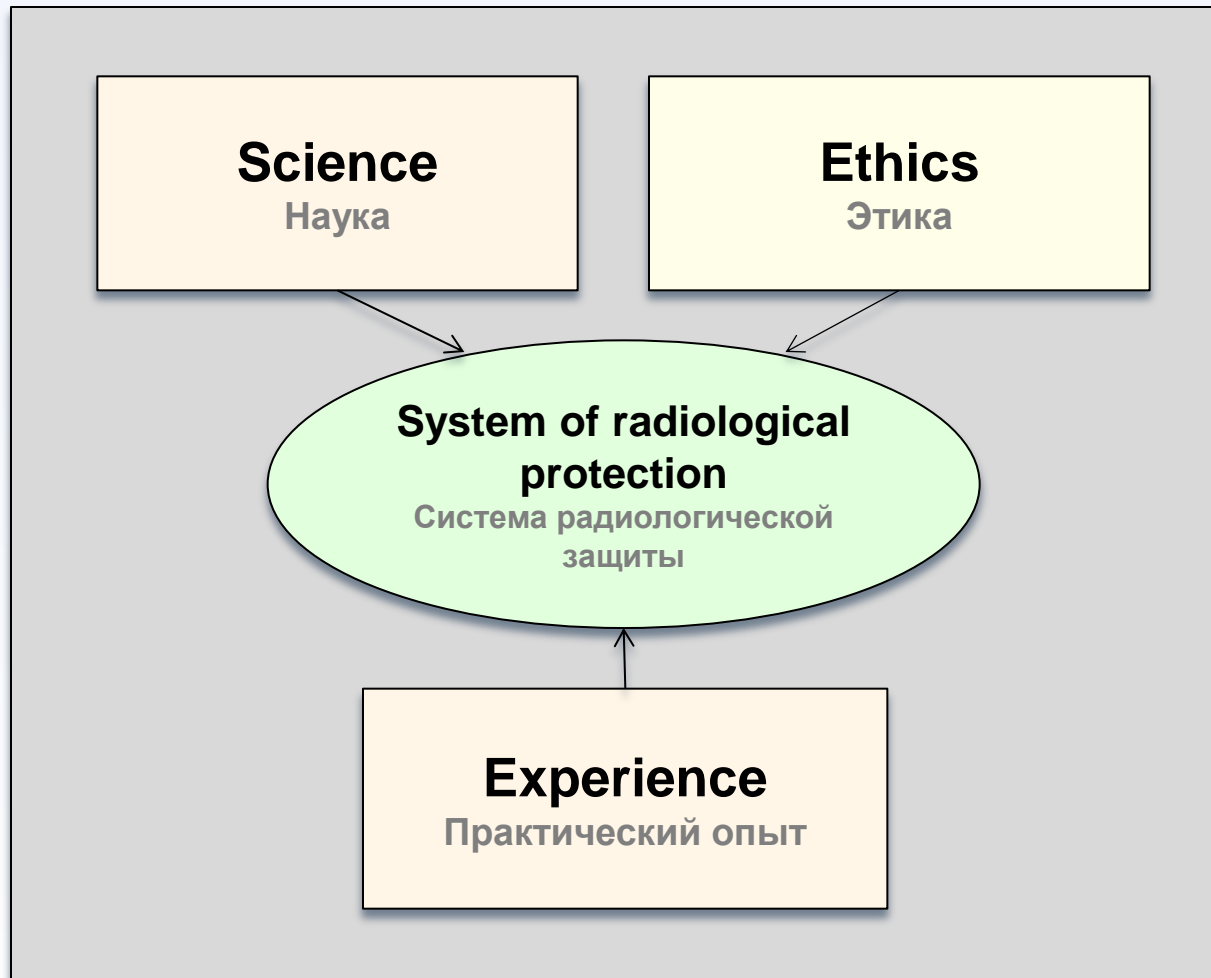 Science
Наука
Ethics
Этика
System of radiological
protection
Система радиологической
защиты
Experience
Практический опыт